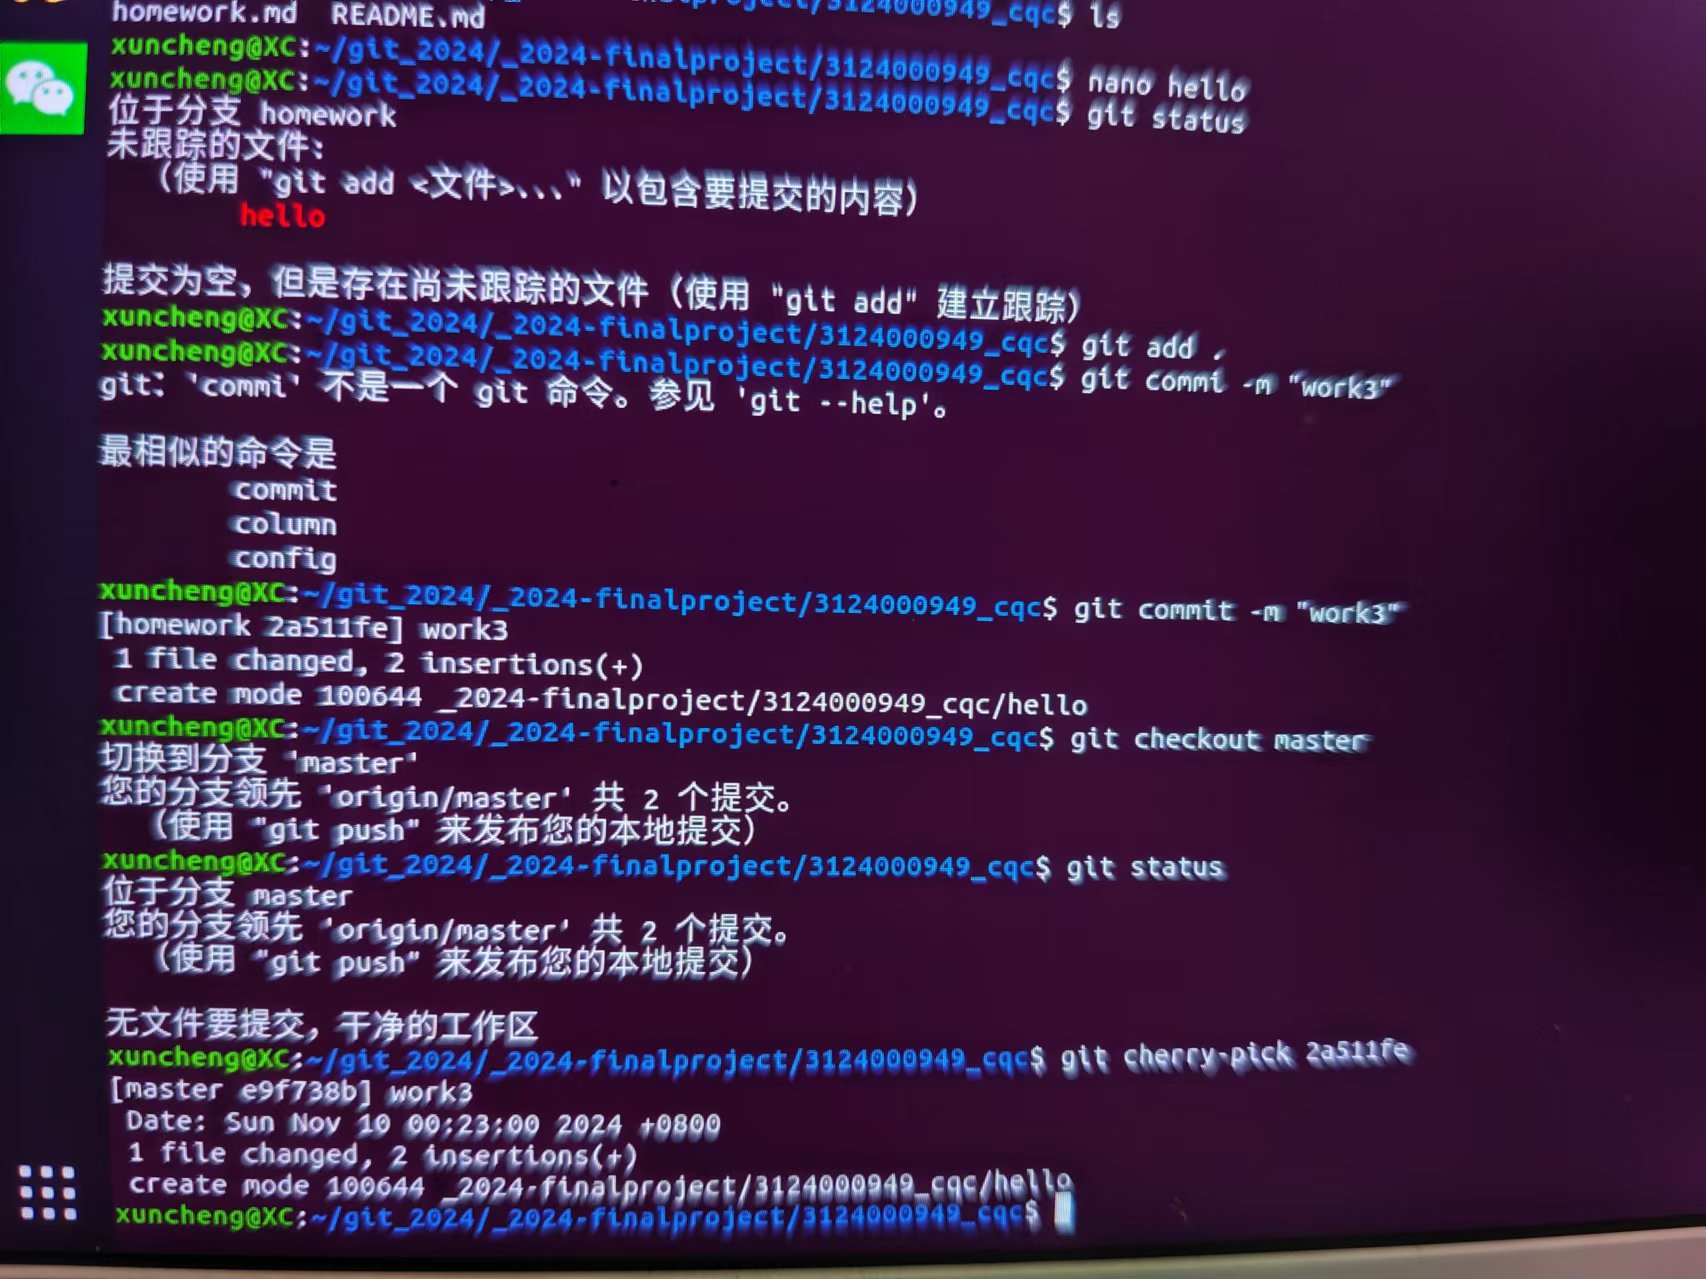 homework.md  README.md
3124000949_cqc$ ls
xuncheng@XC:~/git_2024/_2024-finalproject/3124000949_cqc$ nano hello
xuncheng@XC:~/git_2024/_2024-finalproject/3124000949_cqc$ git status
位于分支 homework
未跟踪的文件:
  （使用 "git add <文件>..." 以包含要提交的内容）
        hello
提交为空，但是存在尚未跟踪的文件（使用 "git add" 建立跟踪）
xuncheng@XC:~/git_2024/_2024-finalproject/3124000949_cqc$ git add .
xuncheng@XC:~/git_2024/_2024-finalproject/3124000949_cqc$ git commi -m "work3"
git：'commi' 不是一个 git 命令。参见 'git --help'。
最相似的命令是
        commit
        column
        config
xuncheng@XC:~/git_2024/_2024-finalproject/3124000949_cqc$ git commit -m "work3"
[homework 2a511fe] work3
 1 file changed, 2 insertions(+)
 create mode 100644 _2024-finalproject/3124000949_cqc/hello
xuncheng@XC:~/git_2024/_2024-finalproject/3124000949_cqc$ git checkout master
切换到分支 'master'
您的分支领先 'origin/master' 共 2 个提交。
  （使用 "git push" 来发布您的本地提交）
xuncheng@XC:~/git_2024/_2024-finalproject/3124000949_cqc$ git status
位于分支 master
您的分支领先 'origin/master' 共 2 个提交。
  （使用 "git push" 来发布您的本地提交）
无文件要提交，干净的工作区
xuncheng@XC:~/git_2024/_2024-finalproject/3124000949_cqc$ git cherry-pick 2a511fe
[master e9f738b] work3
 Date: Sun Nov 10 00:23:00 2024 +0800
 1 file changed, 2 insertions(+)
 create mode 100644 _2024-finalproject/3124000949_cqc/hello
xuncheng@XC:~/git_2024/_2024-finalproject/3124000949_cqc$